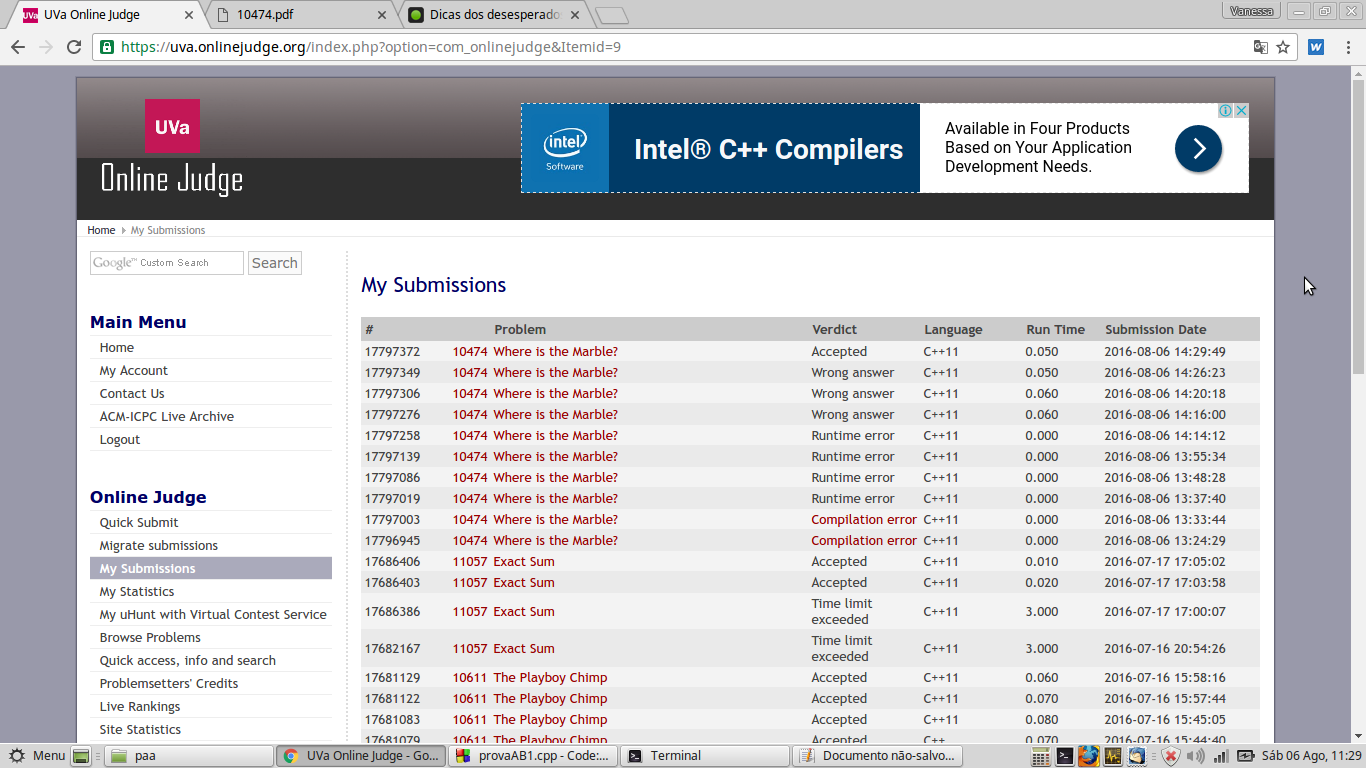 UVa Online Judge
10474.pdf
Dicas dos desesperado
Vanessa
https://uva.onlinejudge.org/index.php?option=com_onlinejudge&Itemid=9
UVa
Online Judge
intel
Software
Intel® C++ Compilers
Available in Four Products
Based on Your Application
Development Needs.
Home My Submissions
Google™ Custom Search Search
Main Menu
Home
My Account
Contact Us
ACM-ICPC Live Archive
Logout
Online Judge
Quick Submit
Migrate submissions
My Submissions
My Statistics
My uHunt with Virtual Contest Service
Browse Problems
Quick access, info and search
Problemsetters' Credits
Live Rankings
Site Statistics
My Submissions
# Problem Verdict Language Run Time Submission Date
17797372 10474 Where is the Marble? Accepted C++11 0.050 2016-08-06 14:29:49
17797349 10474 Where is the Marble? Wrong answer C++11 0.050 2016-08-06 14:26:23
17797306 10474 Where is the Marble? Wrong answer C++11 0.060 2016-08-06 14:20:18
17797276 10474 Where is the Marble? Wrong answer C++11 0.060 2016-08-06 14:16:00
17797258 10474 Where is the Marble? Runtime error C++11 0.000 2016-08-06 14:14:12
17797139 10474 Where is the Marble? Runtime error C++11 0.000 2016-08-06 13:55:34
17797086 10474 Where is the Marble? Runtime error C++11 0.000 2016-08-06 13:48:28
17797019 10474 Where is the Marble? Runtime error C++11 0.000 2016-08-06 13:37:40
17797003 10474 Where is the Marble? Compilation error C++11 0.000 2016-08-06 13:33:44
17796945 10474 Where is the Marble? Compilation error C++11 0.000 2016-08-06 13:24:29
17686406 11057 Exact Sum Accepted C++11 0.010 2016-07-17 17:05:02
17686403 11057 Exact Sum Accepted C++11 0.020 2016-07-17 17:03:58
17686386 11057 Exact Sum Time limit exceeded C++11 3.000 2016-07-17 17:00:07
17682167 11057 Exact Sum Time limit exceeded C++11 3.000 2016-07-16 20:54:26
17681129 10611 The Playboy Chimp Accepted C++11 0.060 2016-07-16 15:58:16
17681122 10611 The Playboy Chimp Accepted C++11 0.070 2016-07-16 15:57:44
17681083 10611 The Playboy Chimp Accepted C++11 0.080 2016-07-16 15:45:05
17681079 10611 The Playboy Chimp Accepted C++ 0.070 2016-07-16 15:44:40
Menu paa UVa Online Judge - Go... provaAB1.cpp - Code:... Terminal Documento não-salvo... Sáb 06 Ago, 11:29